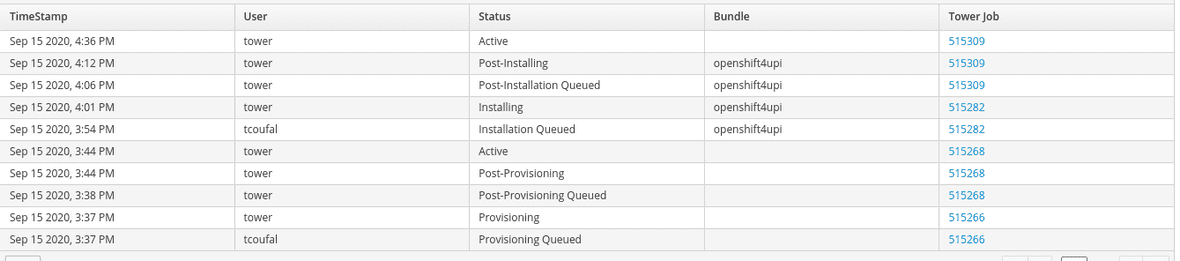 TimeStamp User Status Bundle Tower Job
Sep 15 2020, 4:36 PM tower Active 515309
Sep 15 2020, 4:12 PM tower Post-Installing openshift4upi 515309
Sep 15 2020, 4:06 PM tower Post-Installation Queued openshift4upi 515309
Sep 15 2020, 4:01 PM tower Installing openshift4upi 515282
Sep 15 2020, 3:54 PM tcoufal Installation Queued openshift4upi 515282
Sep 15 2020, 3:44 PM tower Active 515268
Sep 15 2020, 3:44 PM tower Post-Provisioning 515268
Sep 15 2020, 3:38 PM tower Post-Provisioning Queued 515268
Sep 15 2020, 3:37 PM tower Provisioning 515266
Sep 15 2020, 3:37 PM tcoufal Provisioning Queued 515266